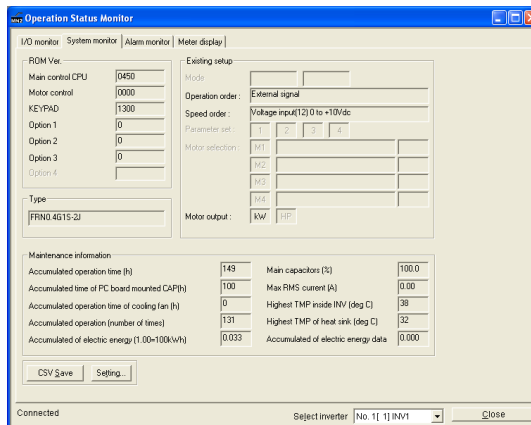 Operation Status Monitor
I/O monitor System monitor Alarm monitor Meter display
ROM Ver.
Main control CPU 0450
Motor control 0000
KEYPAD 1300
Option 1 0
Option 2 0
Option 3 0
Option 4
Type
FRN0.4G1S-2J
Existing setup
Mode
Operation order : External signal
Speed order : Voltage input(12) 0 to +10Vdc
Parameter set : 1 2 3 4
Motor selection : M1
M2
M3
M4
Motor output : kW HP
Maintenance information
Accumulated operation time (h) 149
Accumulated time of PC board mounted CAP(h) 100
Accumulated operation time of cooling fan (h) 0
Accumulated operation (number of times) 131
Accumulated of electric energy (1.00=100kWh) 0.033
Main capacitors (%) 100.0
Max RMS current (A) 0.00
Highest TMP inside INV (deg C) 38
Highest TMP of heat sink (deg C) 32
Accumulated of electric energy data 0.000
CSV Save Setting...
Connected
Select inverter No. 1[ 1] INV1 Close